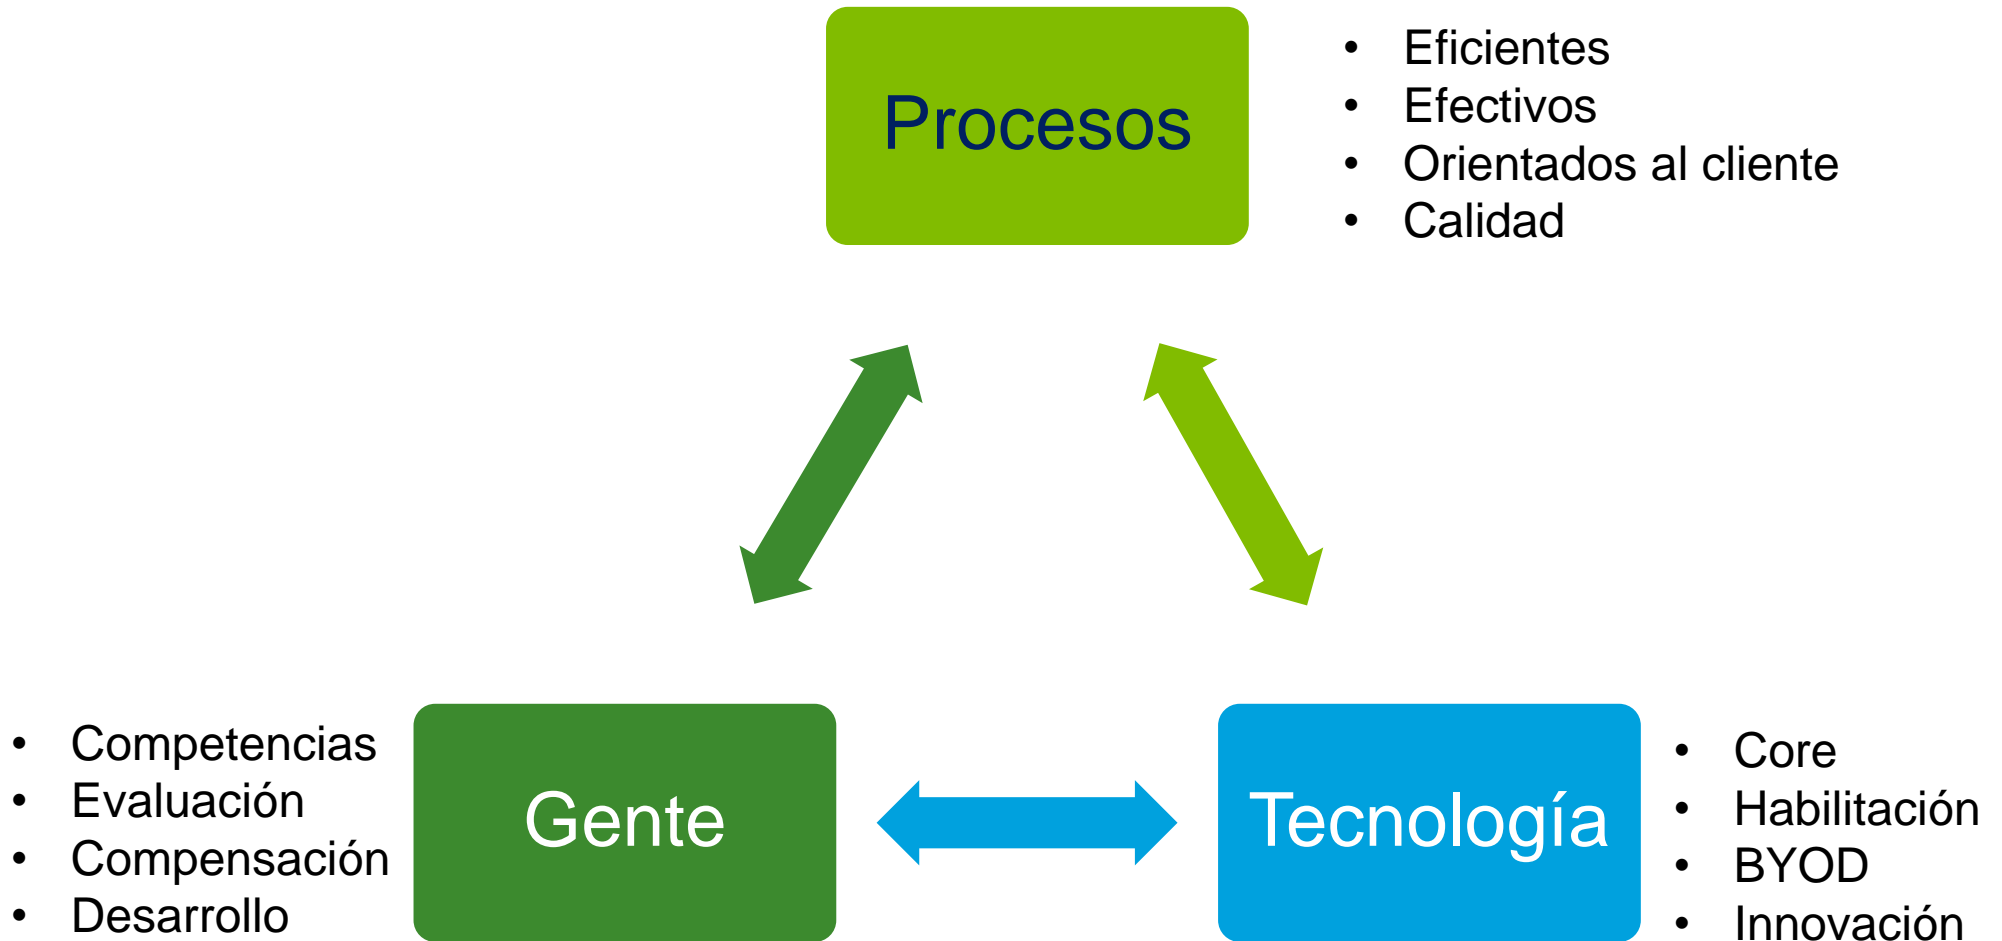 Procesos
• Eficientes
• Efectivos
• Orientados al cliente
• Calidad
• Competencias
• Evaluación
• Compensación
• Desarrollo
Gente
Tecnología
• Core
• Habilitación
• BYOD
• Innovación